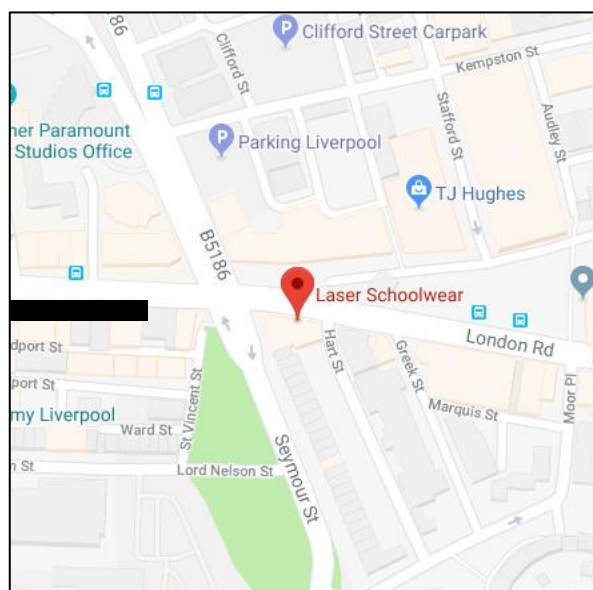 86
Clifford St
P Clifford Street Carpark
Kempston St
ner Paramount
Studios Office
P Parking Liverpool
Stafford St
Audley St
TJ Hughes
B5186
Laser Schoolwear
London Rd
dport St
Hart St
Greek St
Moor Pl
port St
St Vincent St
my Liverpool
Marquis St
Ward St
n St
Lord Nelson St
Seymour St